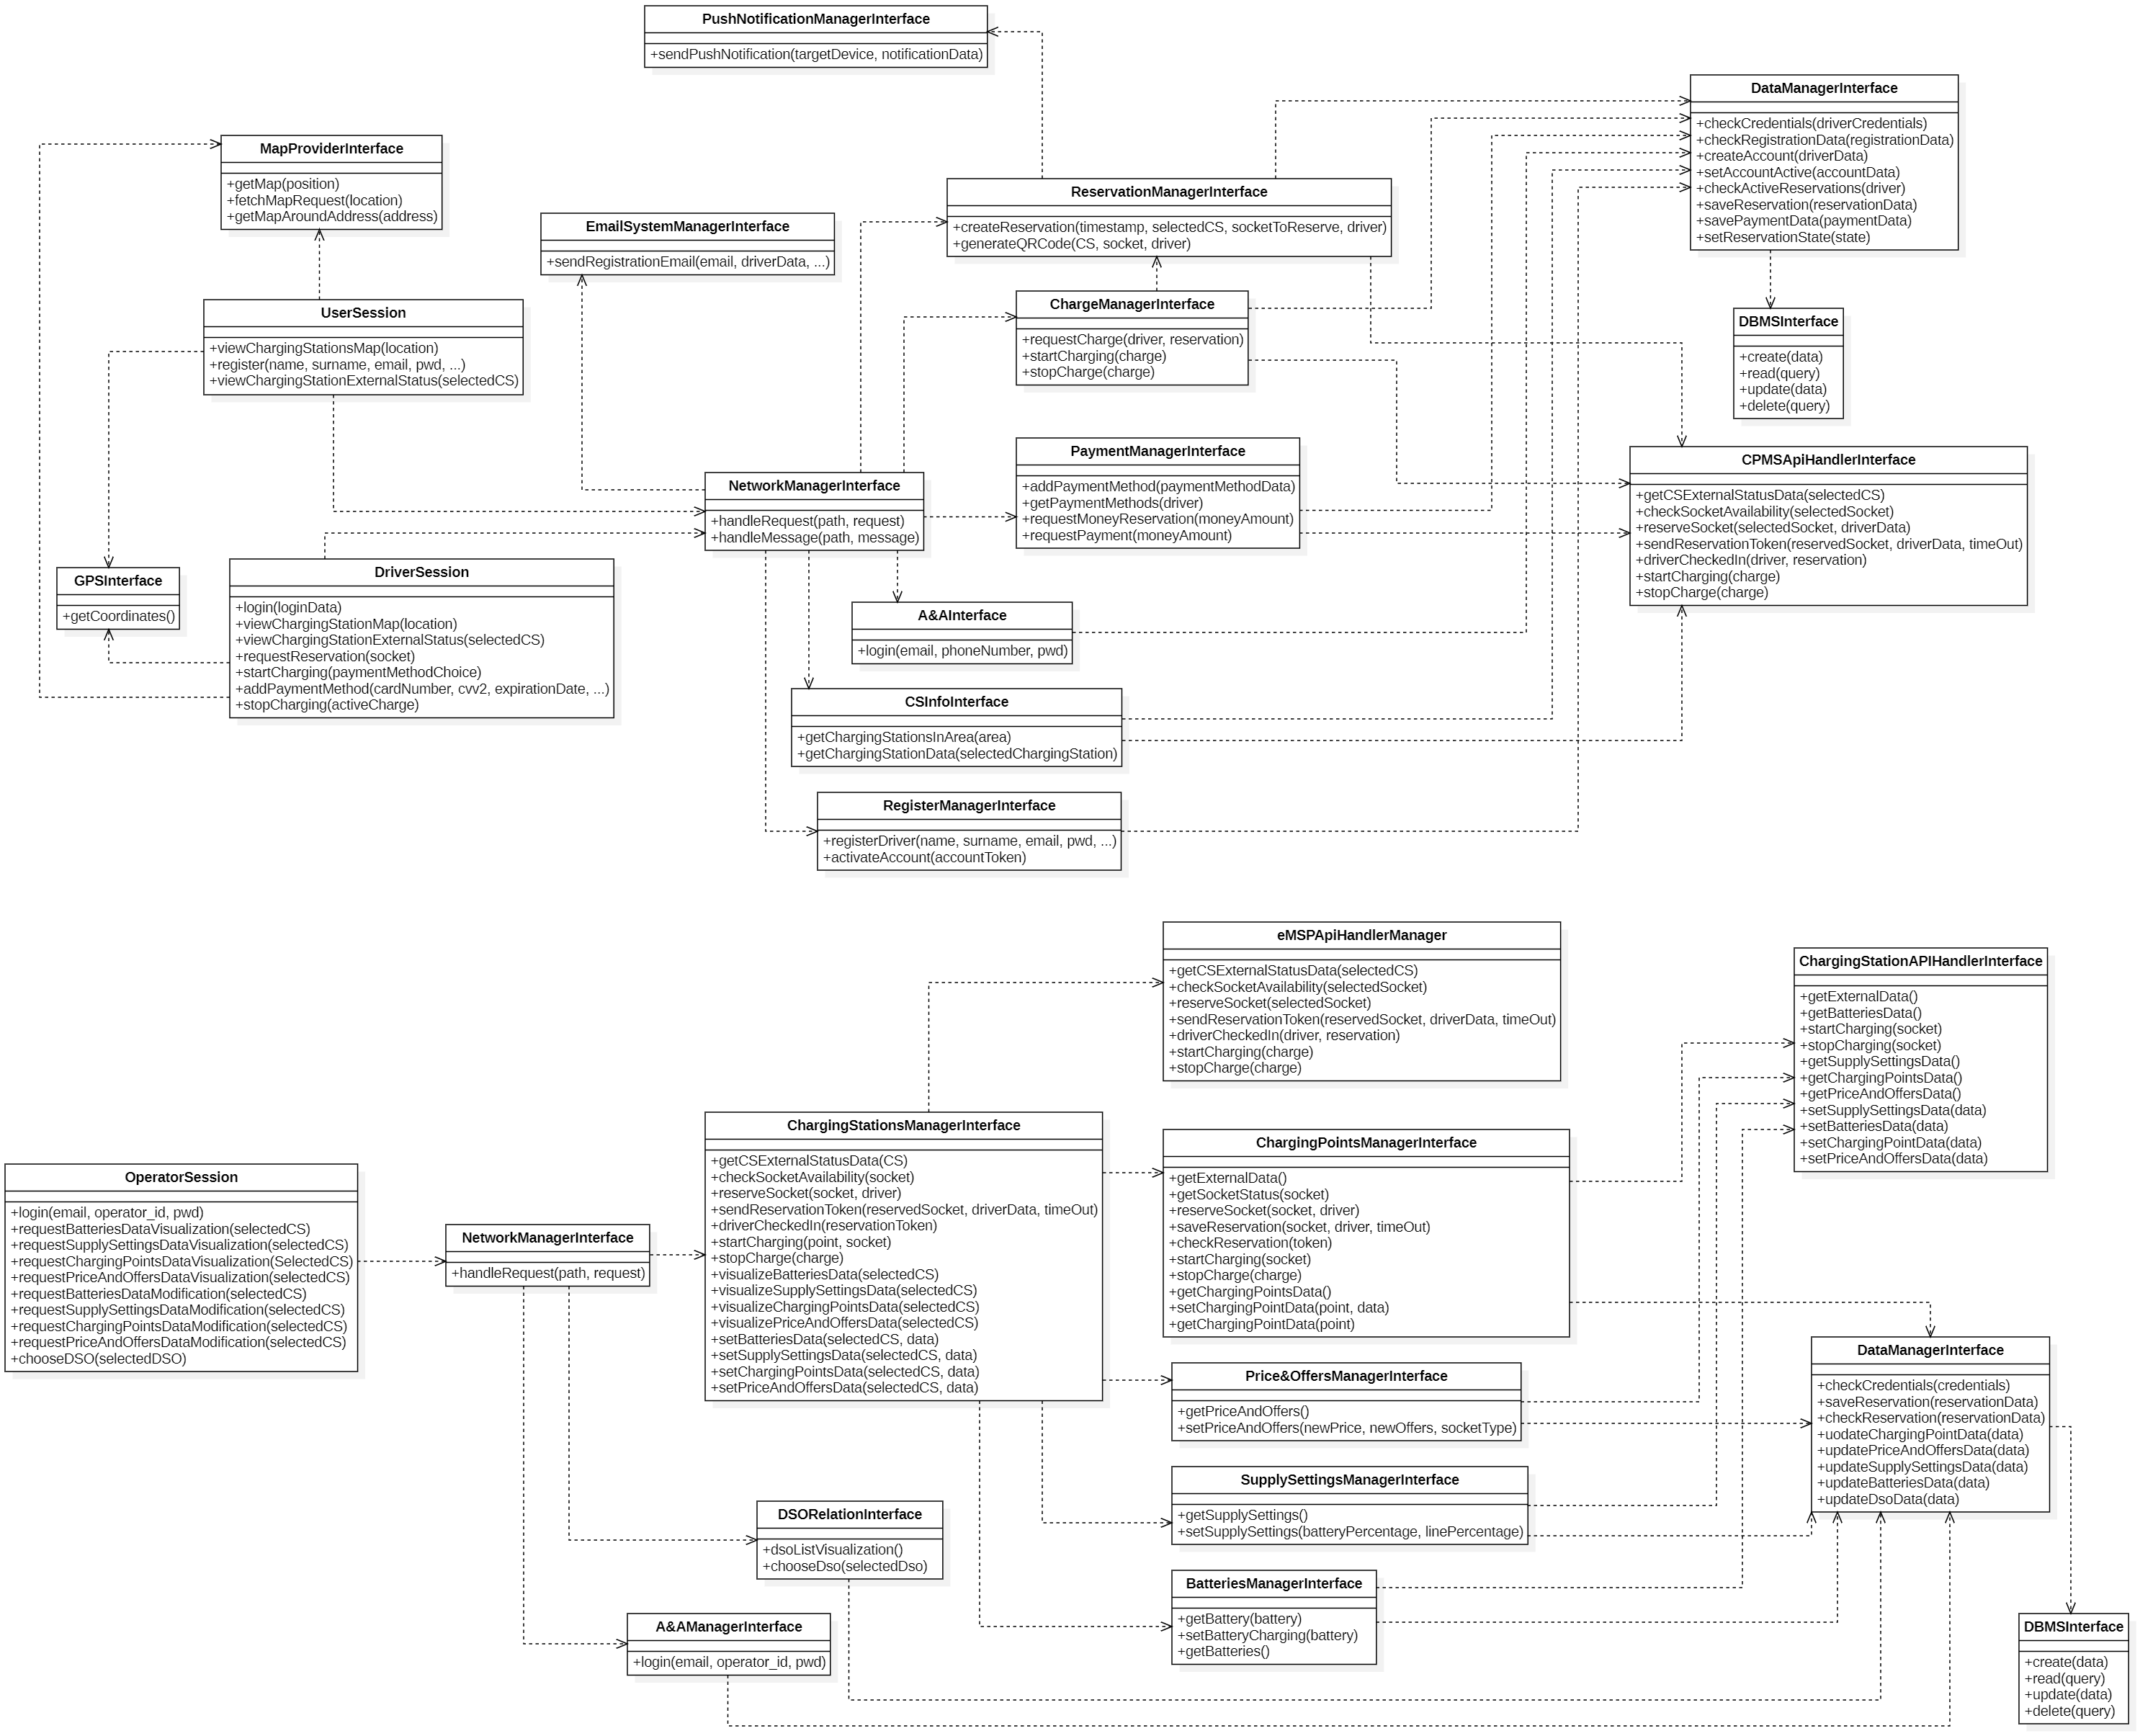 PushNotificationManagerInterface
+sendPushNotification(targetDevice, notificationData)
DataManagerInterface
+checkCredentials(driverCredentials)
+checkRegistrationData(registrationData)
+createAccount(driverData)
+setAccountActive(accountData)
+checkActiveReservations(driver)
+saveReservation(reservationData)
+savePaymentData(paymentData)
+setReservationState(state)
MapProviderInterface
+getMap(position)
+fetchMapRequest(location)
+getMapAroundAddress(address)
ReservationManagerInterface
+createReservation(timestamp, selectedCS, socketToReserve, driver)
+generateQRCode(CS, socket, driver)
EmailSystemManagerInterface
+sendRegistrationEmail(email, driverData, ...)
UserSession
+viewChargingStationsMap(location)
+register(name, surname, email, pwd, ...)
+viewChargingStationExternalStatus(selectedCS)
ChargeManagerInterface
+requestCharge(driver, reservation)
+startCharging(charge)
+stopCharge(charge)
DBMSInterface
+create(data)
+read(query)
+update(data)
+delete(query)
PaymentManagerInterface
+addPaymentMethod(paymentMethodData)
+getPaymentMethods(driver)
+requestMoneyReservation(moneyAmount)
+requestPayment(moneyAmount)
CPMSApiHandlerInterface
+getCSExternalStatusData(selectedCS)
+checkSocketAvailability(selectedSocket)
+reserveSocket(selectedSocket, driverData)
+sendReservationToken(reservedSocket, driverData, timeOut)
+driverCheckedIn(driver, reservation)
+startCharging(charge)
+stopCharge(charge)
NetworkManagerInterface
+handleRequest(path, request)
+handleMessage(path, message)
GPSInterface
+getCoordinates()
DriverSession
+login(loginData)
+viewChargingStationMap(location)
+viewChargingStationExternalStatus(selectedCS)
+requestReservation(socket)
+startCharging(paymentMethodChoice)
+addPaymentMethod(cardNumber, cvv2, expirationDate, ...)
+stopCharging(activeCharge)
A&AInterface
+login(email, phoneNumber, pwd)
CSInfoInterface
+getChargingStationsInArea(area)
+getChargingStationData(selectedChargingStation)
RegisterManagerInterface
+registerDriver(name, surname, email, pwd, ...)
+activateAccount(accountToken)
eMSPApiHandlerManager
+getCSExternalStatusData(selectedCS)
+checkSocketAvailability(selectedSocket)
+reserveSocket(selectedSocket)
+sendReservationToken(reservedSocket, driverData, timeOut)
+driverCheckedIn(driver, reservation)
+startCharging(charge)
+stopCharge(charge)
ChargingStationAPIHandlerInterface
+getExternalData()
+getBatteriesData()
+startCharging(socket)
+stopCharging(socket)
+getSupplySettingsData()
+getChargingPointsData()
+getPriceAndOffersData()
+setSupplySettingsData(data)
+setBatteriesData(data)
+setChargingPointData(data)
+setPriceAndOffersData(data)
ChargingStationsManagerInterface
+getCSExternalStatusData(CS)
+checkSocketAvailability(socket)
+reserveSocket(socket, driver)
+sendReservationToken(reservedSocket, driverData, timeOut)
+driverCheckedIn(reservationToken)
+startCharging(point, socket)
+stopCharge(charge)
+visualizeBatteriesData(selectedCS)
+visualizeSupplySettingsData(selectedCS)
+visualizeChargingPointsData(selectedCS)
+visualizePriceAndOffersData(selectedCS)
+setBatteriesData(selectedCS, data)
+setSupplySettingsData(selectedCS, data)
+setChargingPointsData(selectedCS, data)
+setPriceAndOffersData(selectedCS, data)
ChargingPointsManagerInterface
+getExternalData()
+getSocketStatus(socket)
+reserveSocket(socket, driver)
+saveReservation(socket, driver, timeOut)
+checkReservation(token)
+startCharging(socket)
+stopCharge(charge)
+getChargingPointsData()
+setChargingPointData(point, data)
+getChargingPointData(point)
OperatorSession
+login(email, operator_id, pwd)
+requestBatteriesDataVisualization(selectedCS)
+requestSupplySettingsDataVisualization(selectedCS)
+requestChargingPointsDataVisualization(SelectedCS)
+requestPriceAndOffersDataVisualization(selectedCS)
+requestBatteriesDataModification(selectedCS)
+requestSupplySettingsDataModification(selectedCS)
+requestChargingPointsDataModification(selectedCS)
+requestPriceAndOffersDataModification(selectedCS)
+chooseDSO(selectedDSO)
NetworkManagerInterface
+handleRequest(path, request)
Price&OffersManagerInterface
+getPriceAndOffers()
+setPriceAndOffers(newPrice, newOffers, socketType)
DataManagerInterface
+checkCredentials(credentials)
+saveReservation(reservationData)
+checkReservation(reservationData)
+uodateChargingPointData(data)
+updatePriceAndOffersData(data)
+updateSupplySettingsData(data)
+updateBatteriesData(data)
+updateDsoData(data)
SupplySettingsManagerInterface
+getSupplySettings()
+setSupplySettings(batteryPercentage, linePercentage)
DSORelationInterface
+dsoListVisualization()
+chooseDso(selectedDso)
BatteriesManagerInterface
+getBattery(battery)
+setBatteryCharging(battery)
+getBatteries()
A&AManagerInterface
+login(email, operator_id, pwd)
DBMSInterface
+create(data)
+read(query)
+update(data)
+delete(query)